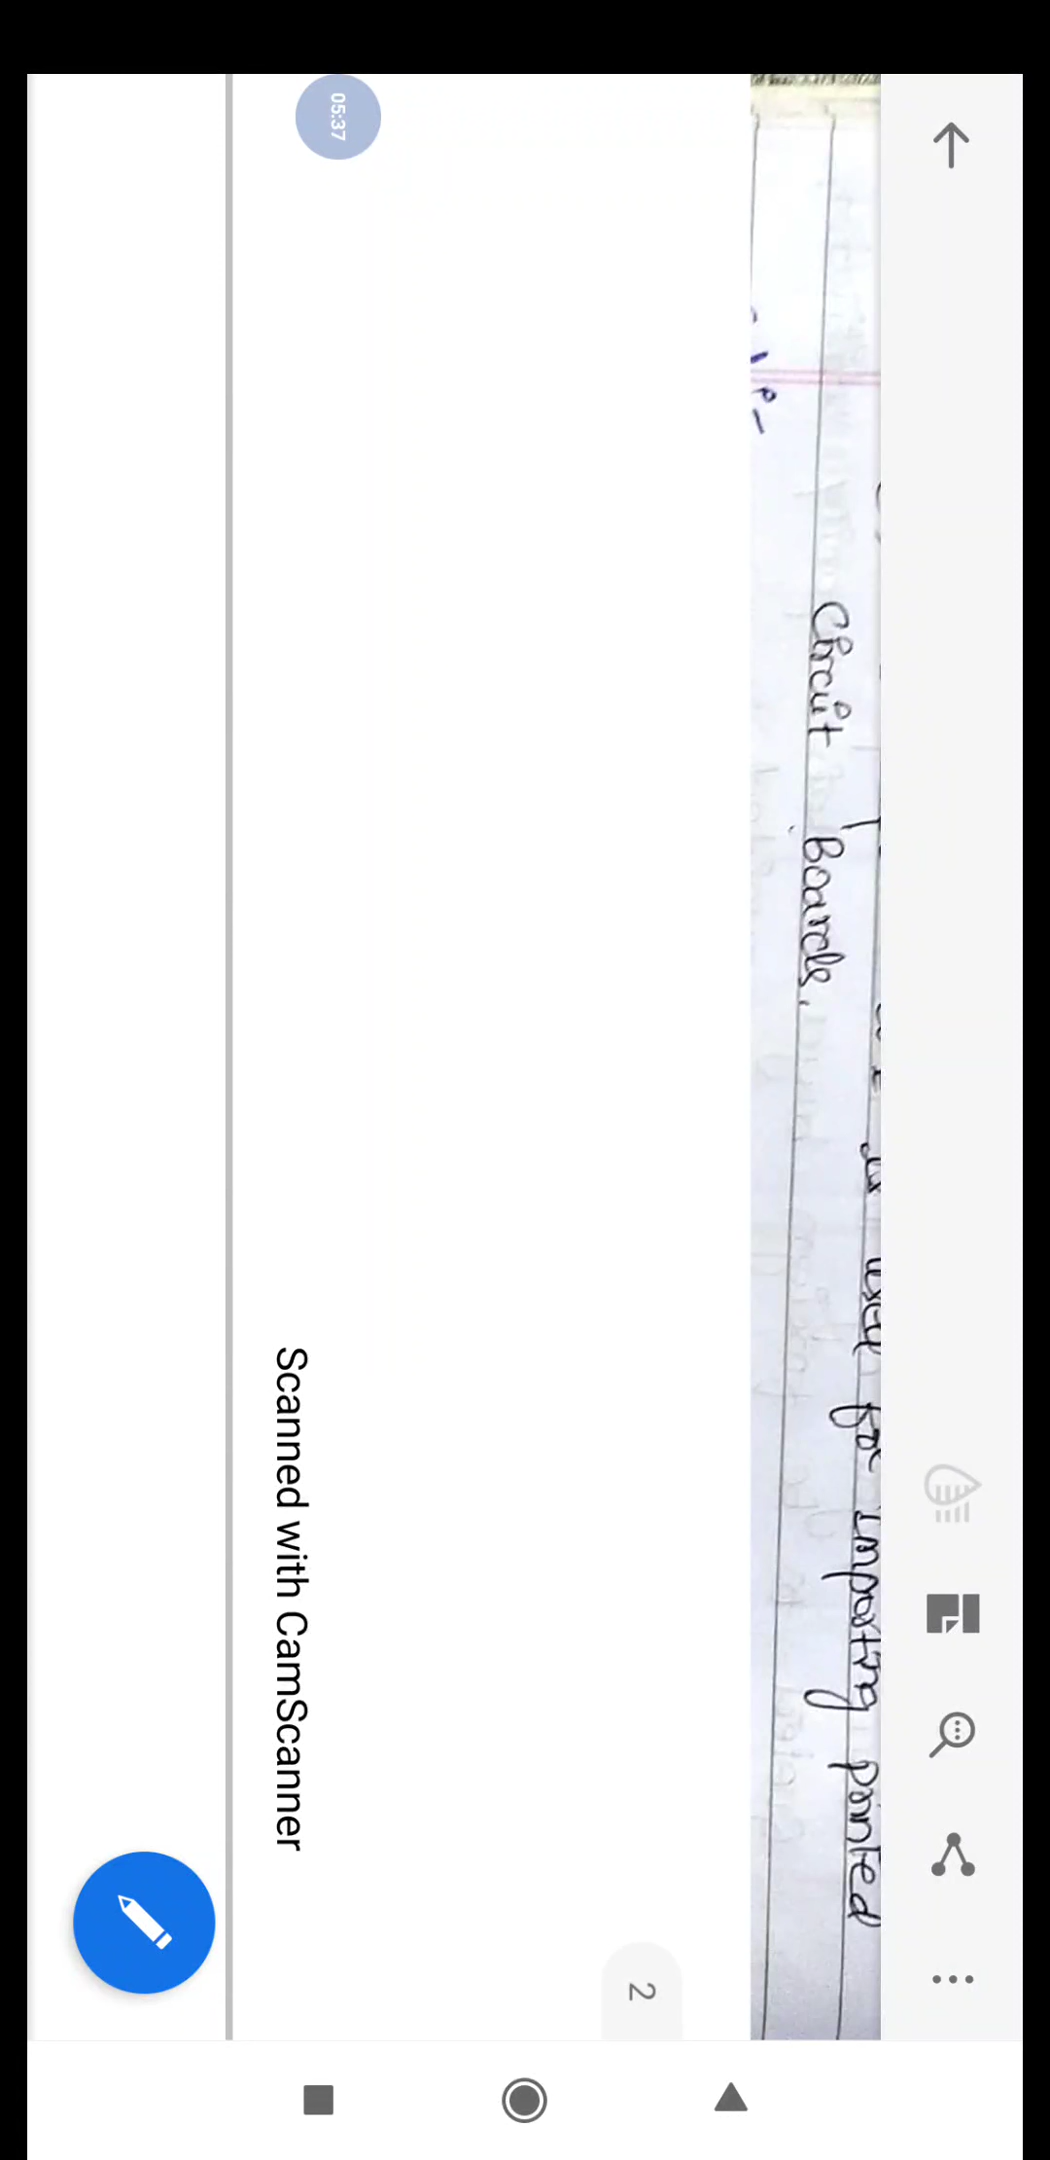 used for Importing printed
Circuit Boards.
Scanned with CamScanner
2
05:37